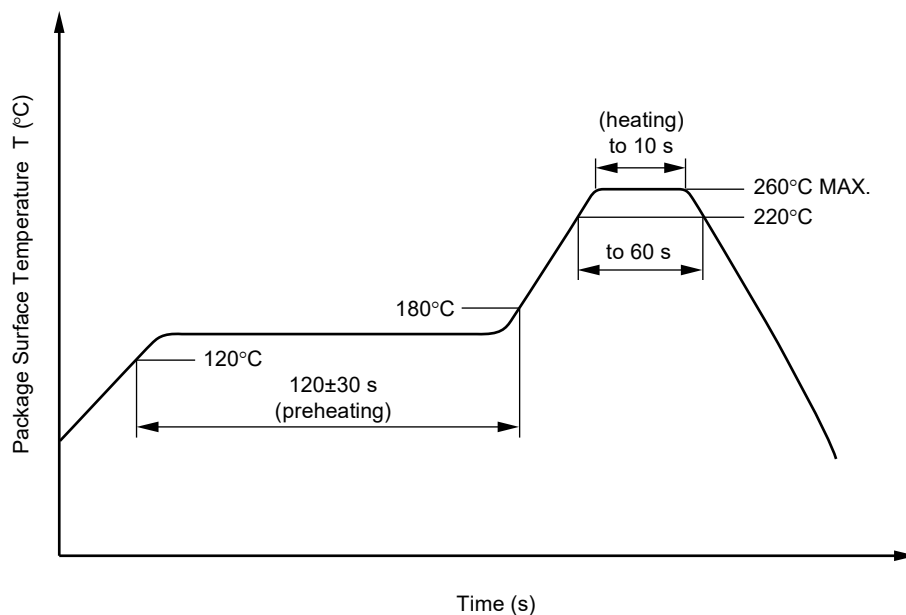 Package Surface Temperature T (°C)
(heating)
to 10 s
260°C MAX.
220°C
to 60 s
180°C
120°C
120±30 s
(preheating)
Time (s)